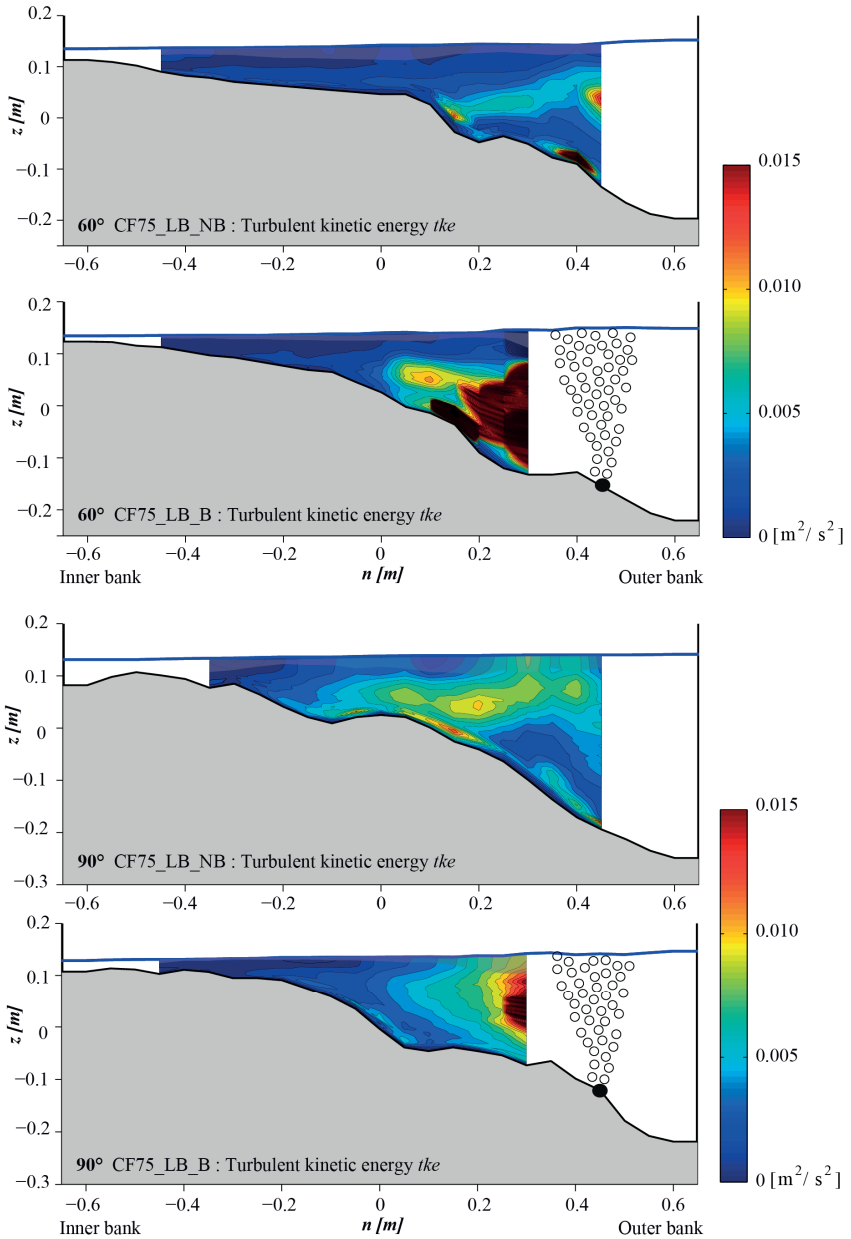 0.2
0.1
0
−0.1
−0.2
z [m]
60° CF75_LB_NB : Turbulent kinetic energy tke
−0.6 −0.4 −0.2 0 0.2 0.4 0.6
0.2
0.1
0
−0.1
−0.2
z [m]
60° CF75_LB_B : Turbulent kinetic energy tke
−0.6 −0.4 −0.2 0 0.2 0.4 0.6
Inner bank n [m] Outer bank
0.015
0.010
0.005
0 [m²/s²]
0.2
0.1
0
−0.1
−0.2
−0.3
z [m]
90° CF75_LB_NB : Turbulent kinetic energy tke
−0.6 −0.4 −0.2 0 0.2 0.4 0.6
0.2
0.1
0
−0.1
−0.2
−0.3
z [m]
90° CF75_LB_B : Turbulent kinetic energy tke
−0.6 −0.4 −0.2 0 0.2 0.4 0.6
Inner bank n [m] Outer bank
0.015
0.010
0.005
0 [m²/s²]